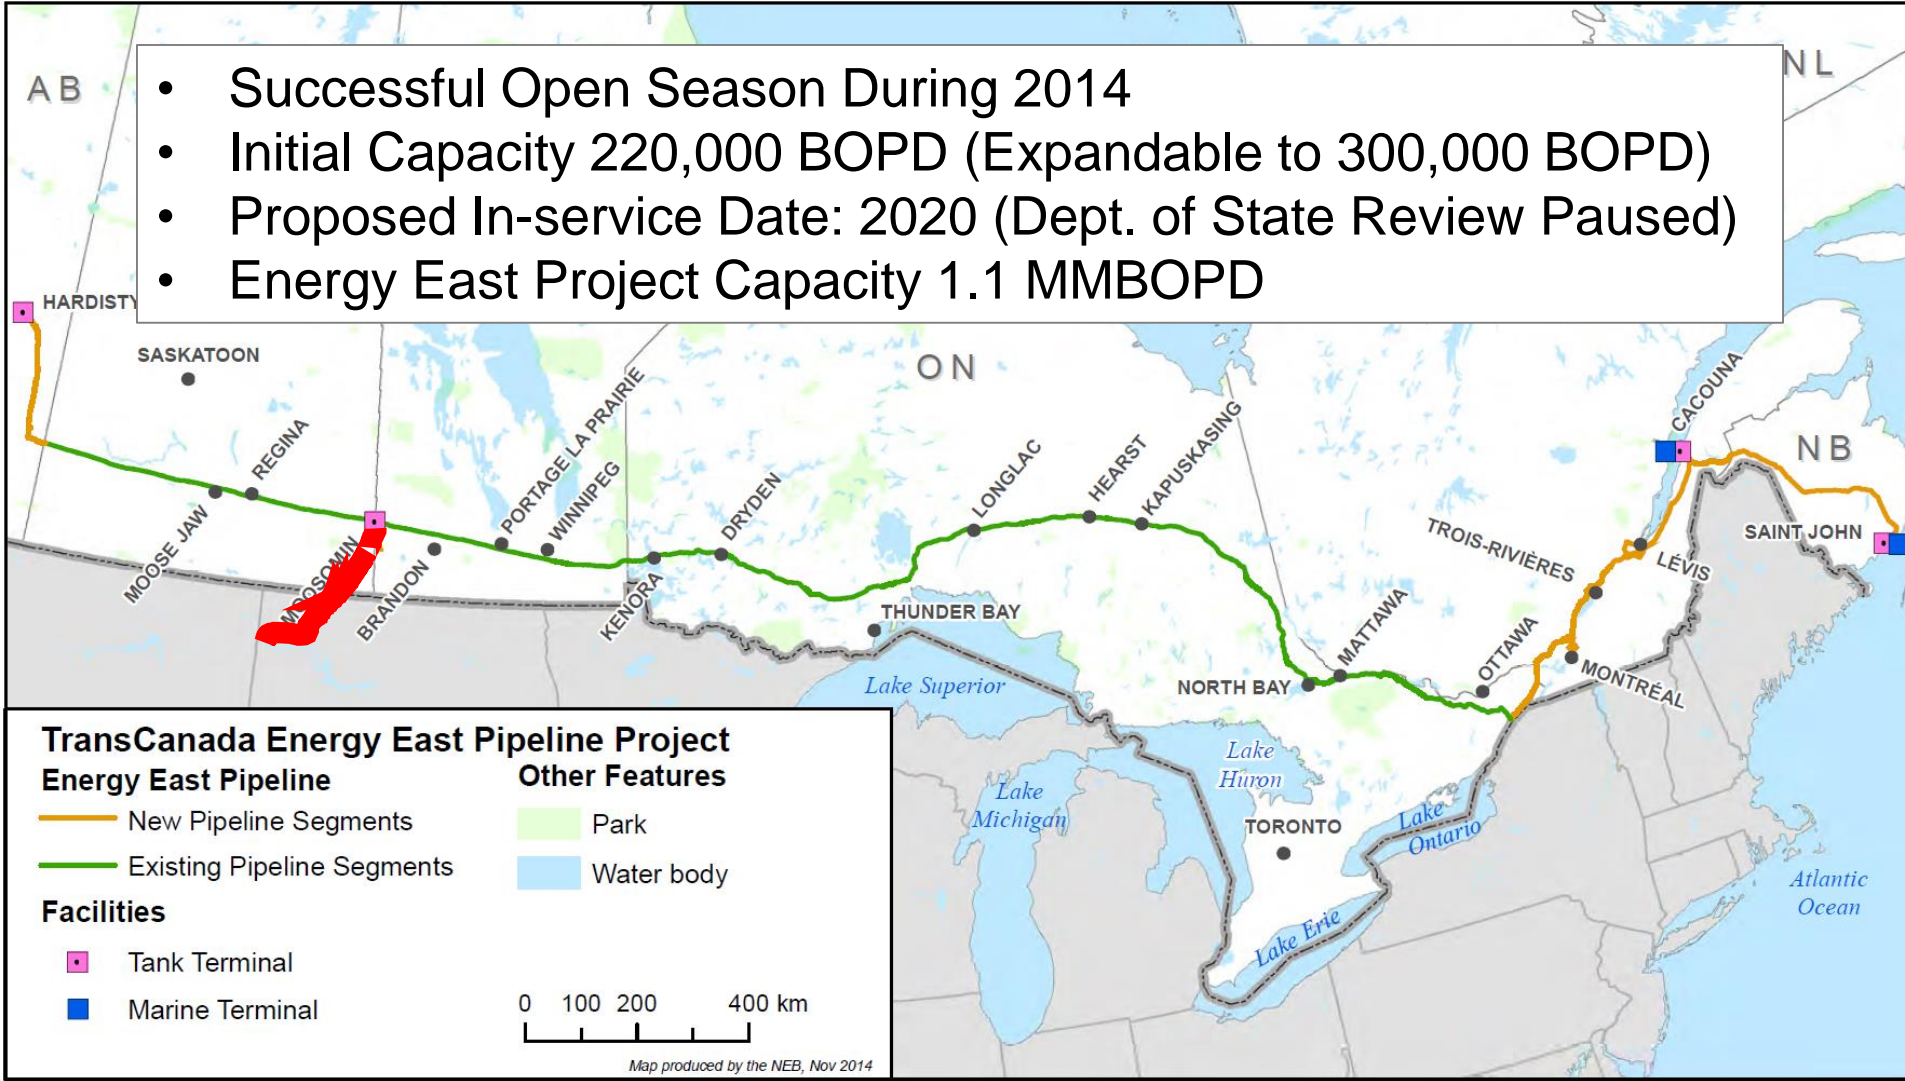 AB
NL
• Successful Open Season During 2014
• Initial Capacity 220,000 BOPD (Expandable to 300,000 BOPD)
• Proposed In-service Date: 2020 (Dept. of State Review Paused)
• Energy East Project Capacity 1.1 MMBOPD
HARDISTY
SASKATOON
ON
CACOUNA
NB
REGINA
PORTAGE LA PRAIRIE
WINNIPEG
DRYDEN
LONGLAC
HEARST
KAPUSKASING
MOOSE JAW
MOOSOMIN
BRANDON
KENORA
THUNDER BAY
TROIS-RIVIÈRES
LÉVIS
SAINT JOHN
MATTAWA
OTTAWA
NORTH BAY
MONTRÉAL
Lake Superior
Lake
Huron
Lake
Michigan
TORONTO
Lake
Ontario
Lake Erie
Atlantic
Ocean
TransCanada Energy East Pipeline Project
Energy East Pipeline
New Pipeline Segments
Existing Pipeline Segments
Facilities
Tank Terminal
Marine Terminal
Other Features
Park
Water body
0 100 200 400 km
Map produced by the NEB, Nov 2014